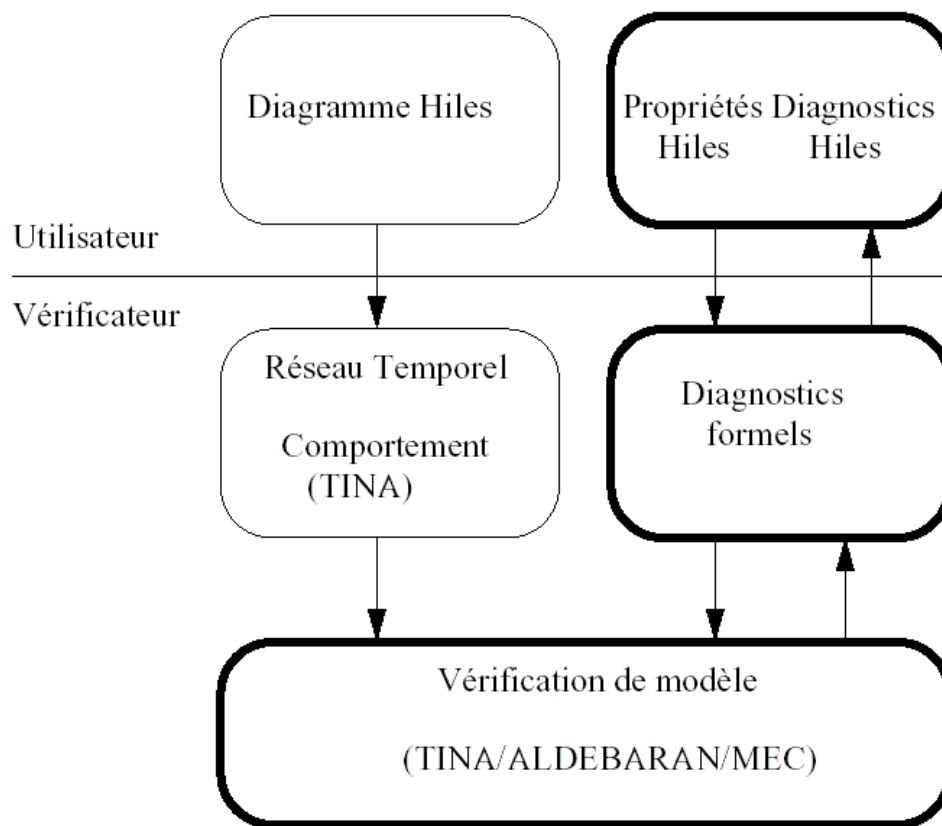 Diagramme Hiles
Propriétés Diagnostics
Hiles Hiles
Utilisateur
Vérificateur
Réseau Temporel
Comportement
(TINA)
Diagnostics
formels
Vérification de modèle
(TINA/ALDEBARAN/MEC)